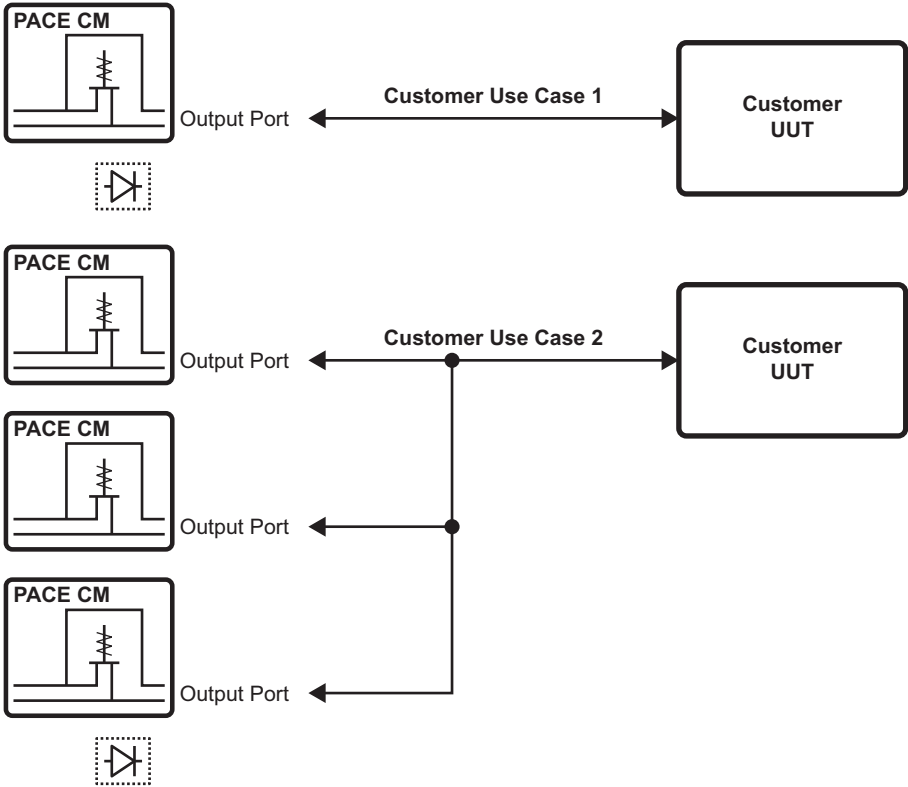 PACE CM
Output Port
Customer Use Case 1
Customer
UUT
PACE CM
Output Port
Customer Use Case 2
Customer
UUT
PACE CM
Output Port
PACE CM
Output Port